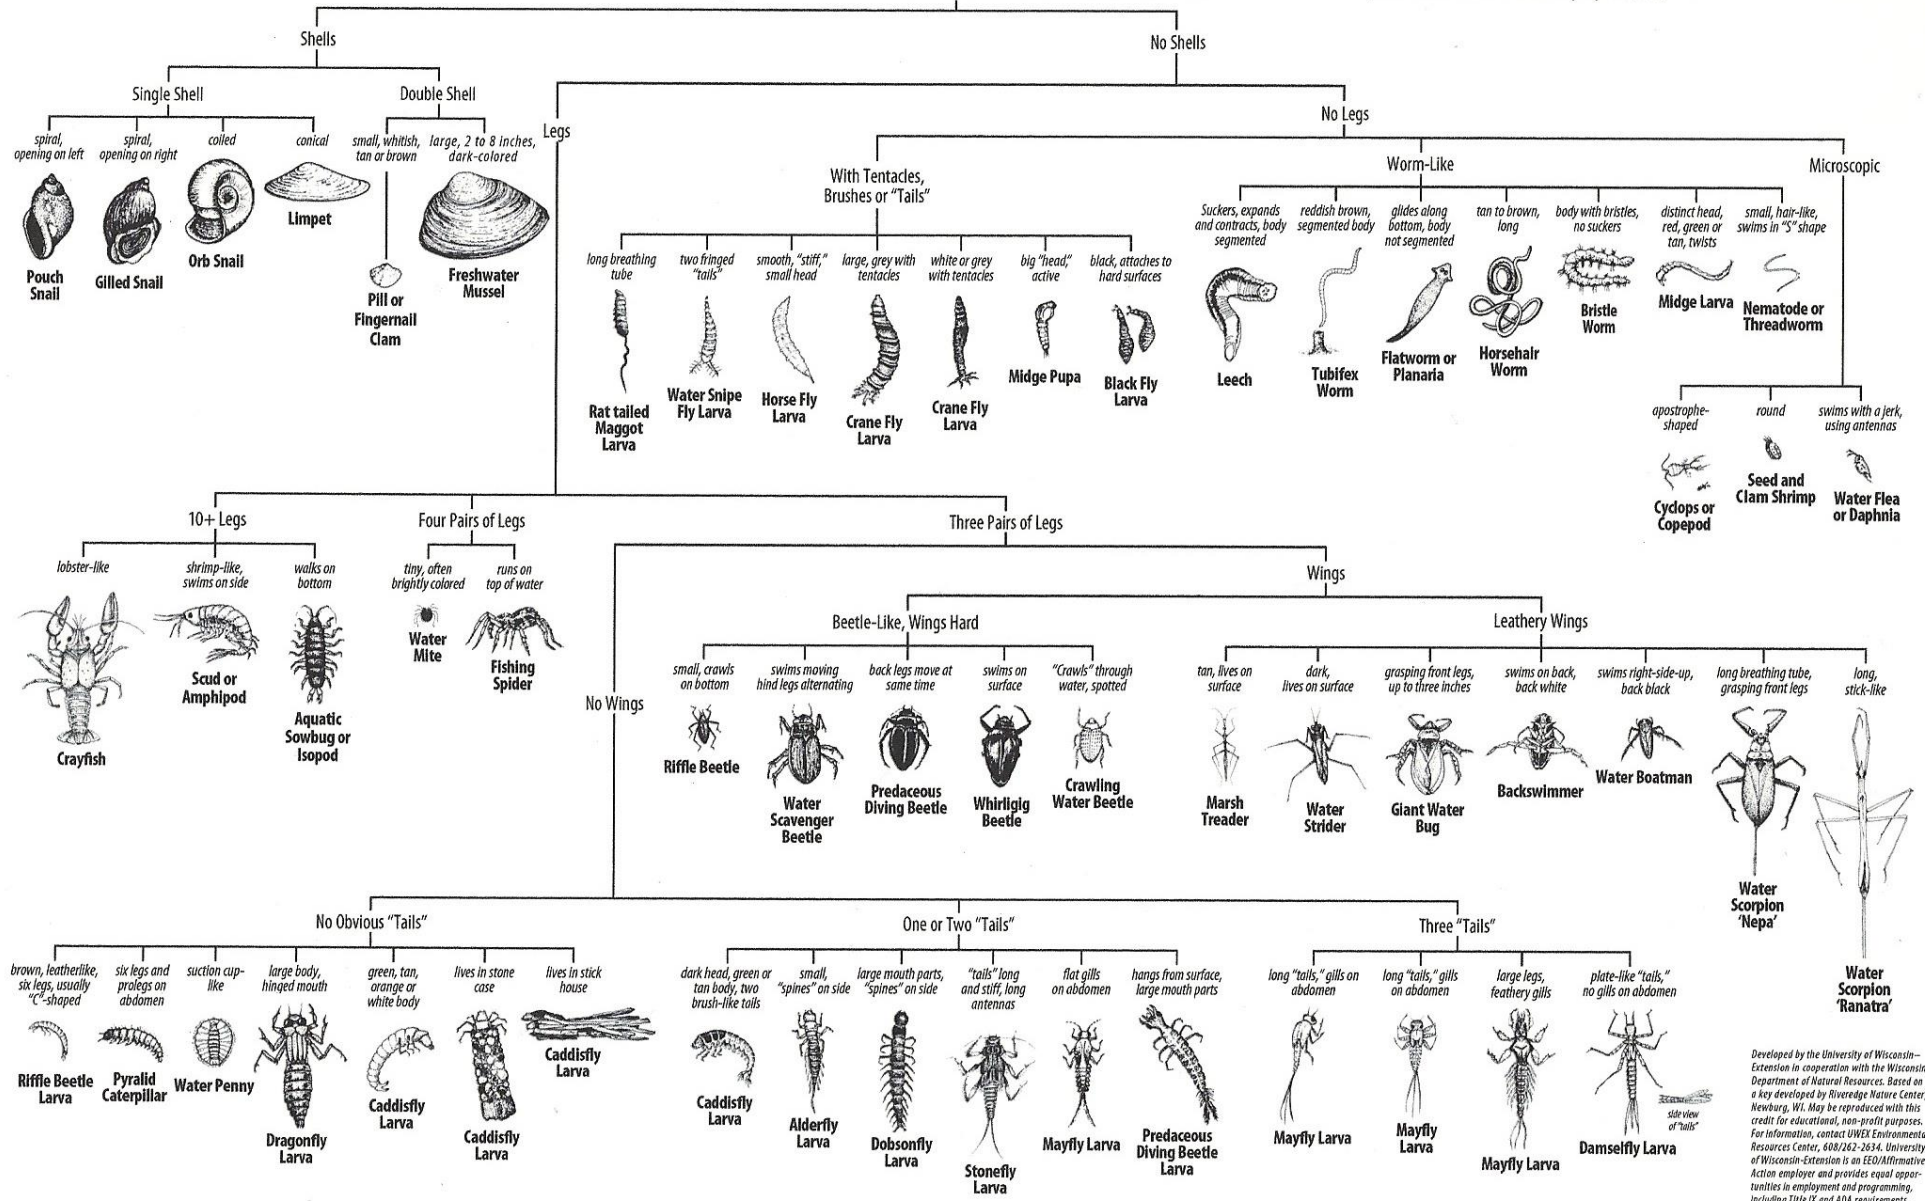 Shells
No Shells
Single Shell
Double Shell
spiral,
opening on left
Pouch
Snail
spiral,
opening on right
Gilled Snail
coiled
Orb Snail
conical
Limpet
small, whitish,
tan or brown
Pill or
Fingernail
Clam
large, 2 to 8 inches,
dark-colored
Freshwater
Mussel
Legs
No Legs
With Tentacles,
Brushes or "Tails"
long breathing
tube
Rat tailed
Maggot
Larva
two fringed
"tails"
Water Snipe
Fly Larva
smooth, "stiff,"
small head
Horse Fly
Larva
large, grey with
tentacles
Crane Fly
Larva
white or grey
with tentacles
Crane Fly
Larva
big "head,"
active
Midge Pupa
black, attaches to
hard surfaces
Black Fly
Larva
Worm-Like
Suckers, expands
and contracts, body
segmented
Leech
reddish brown,
segmented body
Tubifex
Worm
glides along
bottom, body
not segmented
Flatworm or
Planaria
tan to brown,
long
Horsehair
Worm
body with bristles,
no suckers
Bristle
Worm
distinct head,
red, green or
tan, twists
Midge Larva
small, hair-like,
swims in "S" shape
Nematode or
Threadworm
Microscopic
apostrophe-
shaped
Cyclops or
Copepod
round
Seed and
Clam Shrimp
swims with a jerk,
using antennas
Water Flea
or Daphnia
10+ Legs
lobster-like
Crayfish
shrimp-like,
swims on side
Scud or
Amphipod
walks on
bottom
Aquatic
Sowbug or
Isopod
Four Pairs of Legs
tiny, often
brightly colored
Water
Mite
runs on
top of water
Fishing
Spider
Three Pairs of Legs
Wings
Beetle-Like, Wings Hard
small, crawls
on bottom
Riffle Beetle
swims moving
hind legs alternating
Water
Scavenger
Beetle
back legs move at
same time
Predaceous
Diving Beetle
swims on
surface
Whirligig
Beetle
"Crawls" through
water, spotted
Crawling
Water Beetle
Leathery Wings
tan, lives on
surface
Marsh
Treader
dark,
lives on surface
Water
Strider
grasping front legs,
up to three inches
Giant Water
Bug
swims on back,
back white
Backswimmer
swims right-side-up,
back black
Water Boatman
long breathing tube,
grasping front legs
Water
Scorpion
'Nepa'
long,
stick-like
Water
Scorpion
'Ranatra'
No Wings
No Obvious "Tails"
brown, leatherlike,
six legs, usually
"C"-shaped
Riffle Beetle
Larva
six legs and
prolegs on
abdomen
Pyralid
Caterpillar
suction cup-
like
Water Penny
large body,
hinged mouth
Dragonfly
Larva
green, tan,
orange or
white body
Caddisfly
Larva
lives in stone
case
Caddisfly
Larva
lives in stick
house
Caddisfly
Larva
One or Two "Tails"
dark head, green or
tan body, two
brush-like tails
Caddisfly
Larva
small,
"spines" on side
Alderfly
Larva
large mouth parts,
"spines" on side
Dobsonfly
Larva
"tails" long
and stiff, long
antennas
Stonefly
Larva
flat gills
on abdomen
Mayfly Larva
hangs from surface,
large mouth parts
Predaceous
Diving Beetle
Larva
Three "Tails"
long "tails," gills on
abdomen
Mayfly Larva
long "tails," gills
on abdomen
Mayfly
Larva
large legs,
feathery gills
Mayfly Larva
plate-like "tails,"
no gills on abdomen
Damselfly Larva
side view
of "tails"
Developed by the University of Wisconsin–
Extension in cooperation with the Wisconsin
Department of Natural Resources. Based on
a key developed by Riveredge Nature Center,
Newburg, WI. May be reproduced with this
credit for educational, non-profit purposes.
For information, contact UWEX Environmental
Resources Center, 608/262-2634. University
of Wisconsin-Extension is an EEO/Affirmative
Action employer and provides equal oppor-
tunities in employment and programming,
including Title IX and ADA requirements.